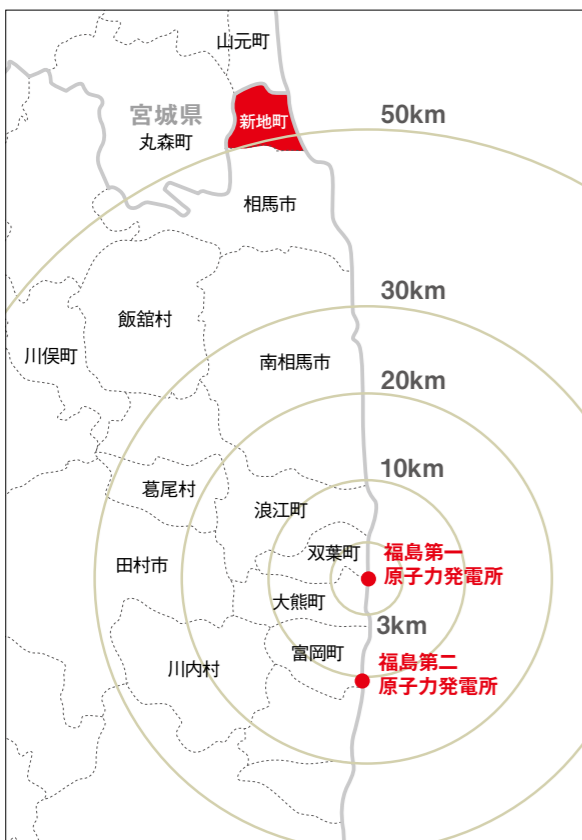 山元町
50km
宮城県
新地町
丸森町
相馬市
30km
飯舘村
川俣町
南相馬市
20km
10km
葛尾村
浪江町
双葉町
福島第一
原子力発電所
田村市
大熊町
3km
富岡町
川内村
福島第二
原子力発電所